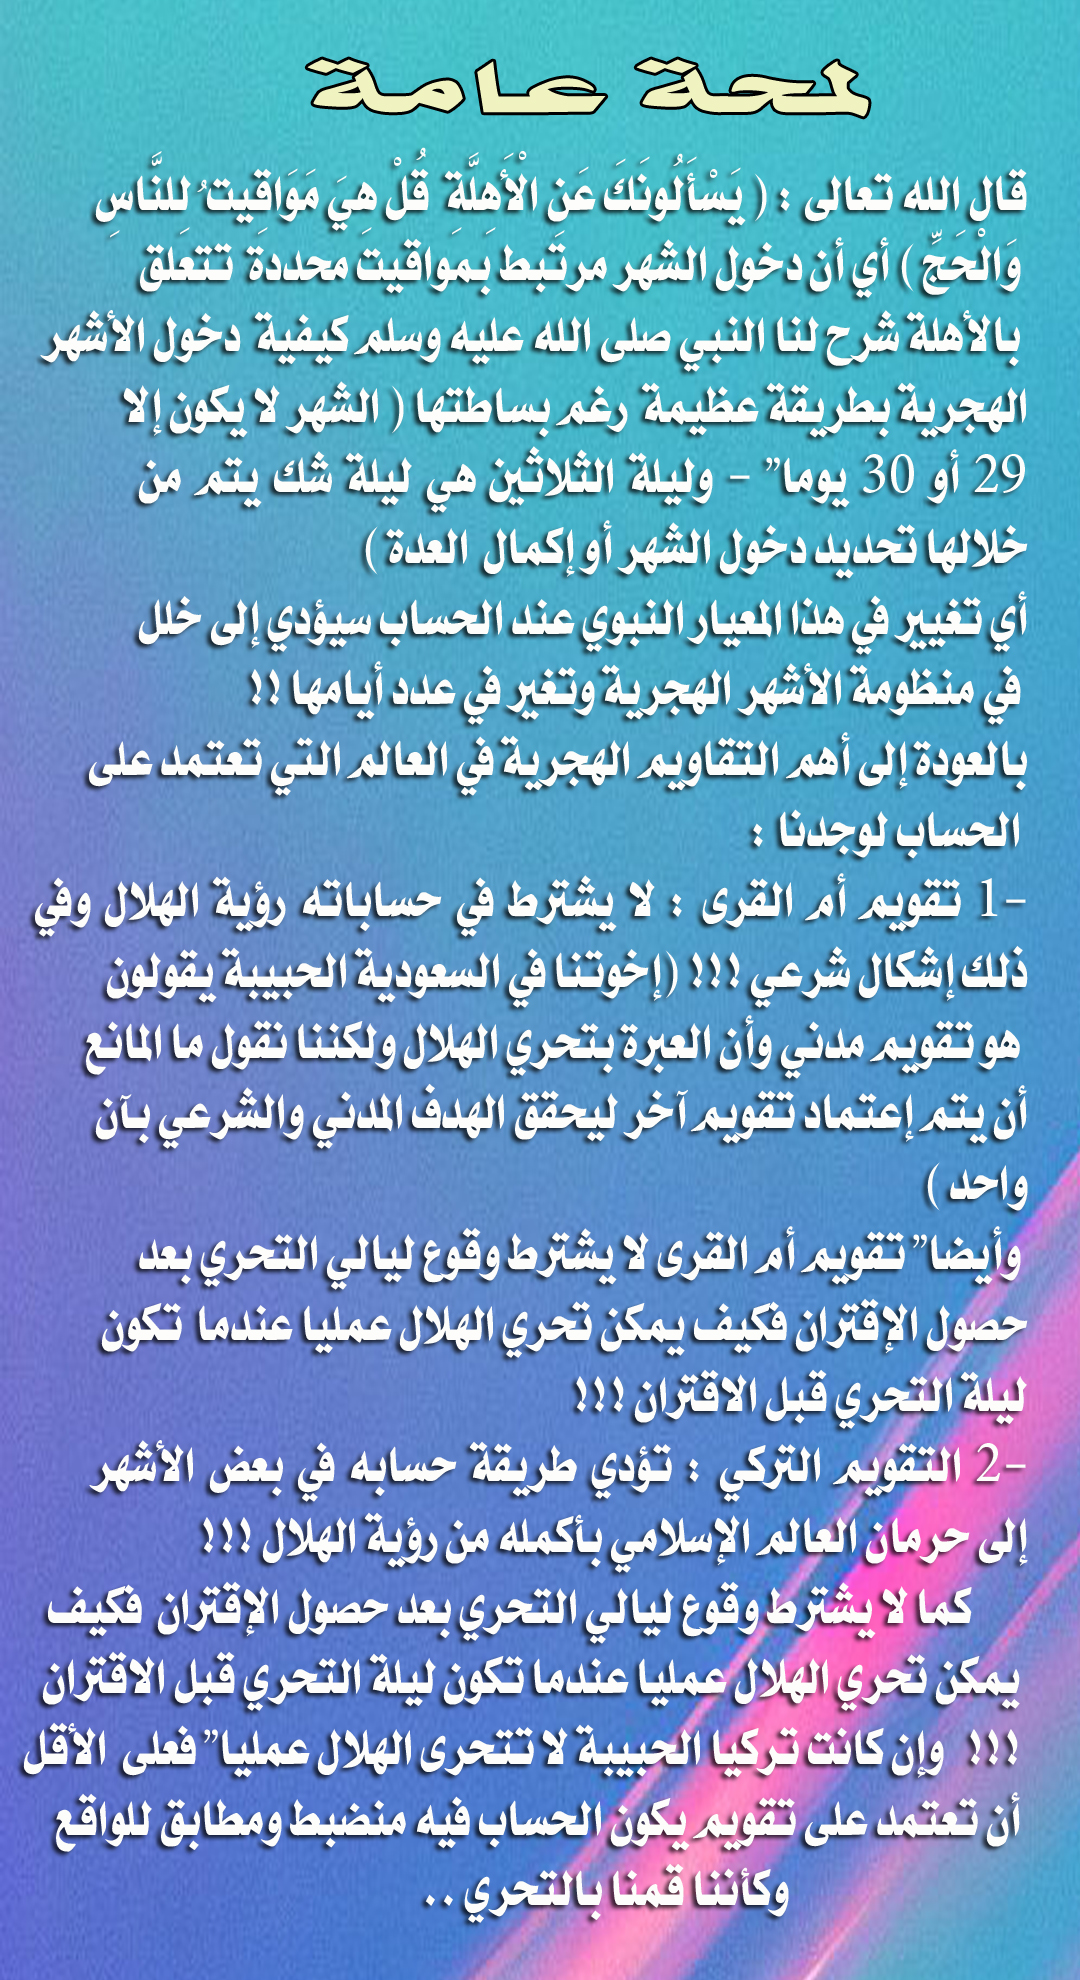 لمحة عامة
قال الله تعالى : ( يَسْأَلُونَكَ عَنِ الْأَهِلَّةِ قُلْ هِيَ مَوَاقِيتُ لِلنَّاسِ
وَالْحَجِّ ) أي أن دخول الشهر مرتبط بمواقيت محددة تتعلق
بالأهلة شرح لنا النبي صلى الله عليه وسلم كيفية دخول الأشهر
الهجرية بطريقة عظيمة رغم بساطتها ( الشهر لا يكون إلا
29 أو 30 يوما" - وليلة الثلاثين هي ليلة شك يتم من
خلالها تحديد دخول الشهر أو إكمال العدة )
أي تغيير في هذا المعيار النبوي عند الحساب سيؤدي إلى خلل
في منظومة الأشهر الهجرية وتغير في عدد أيامها !!
بالعودة إلى أهم التقاويم الهجرية في العالم التي تعتمد على
الحساب لوجدنا :
1- تقويم أم القرى : لا يشترط في حساباته رؤية الهلال وفي
ذلك إشكال شرعي !!! (إخوتنا في السعودية الحبيبة يقولون
هو تقويم مدني وأن العبرة بتحري الهلال ولكننا نقول ما المانع
أن يتم إعتماد تقويم آخر ليحقق الهدف المدني والشرعي بآن
واحد )
وأيضا" تقويم أم القرى لا يشترط وقوع ليالي التحري بعد
حصول الإقتران فكيف يمكن تحري الهلال عمليا عندما تكون
ليلة التحري قبل الاقتران !!!
2- التقويم التركي : تؤدي طريقة حسابه في بعض الأشهر
إلى حرمان العالم الإسلامي بأكمله من رؤية الهلال !!!
كما لا يشترط وقوع ليالي التحري بعد حصول الإقتران فكيف
يمكن تحري الهلال عمليا عندما تكون ليلة التحري قبل الاقتران
!!! وإن كانت تركيا الحبيبة لا تتحرى الهلال عمليا" فعلى الأقل
أن تعتمد على تقويم يكون الحساب فيه منضبط ومطابق للواقع
وكأننا قمنا بالتحري ..